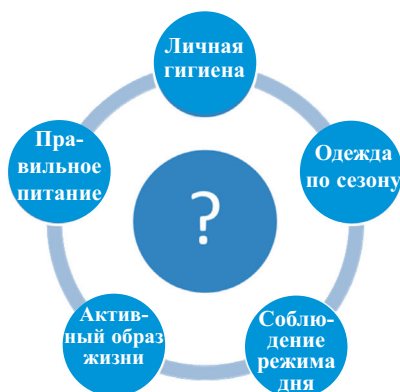 Личная
гигиена
Пра-
вильное
питание
Одежда
по сезону
?
Актив-
ный образ
жизни
Соблю-
дение
режима
дня